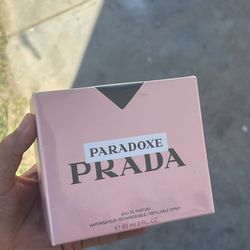 PARADOXE
PRADA
EAU DE PARFUM
VAPORISATEUR RECHARGEABLE / REFILLABLE SPRAY
℮ 90 ml 3 FL. OZ